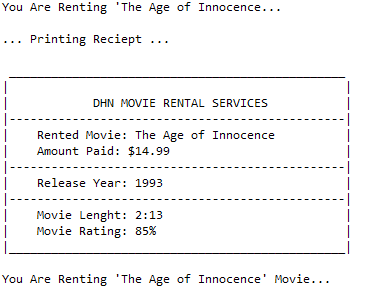 You Are Renting 'The Age of Innocence...
... Printing Reciept ...
DHN MOVIE RENTAL SERVICES
Rented Movie: The Age of Innocence
Amount Paid: $14.99
Release Year: 1993
Movie Lenght: 2:13
Movie Rating: 85%
You Are Renting 'The Age of Innocence' Movie...